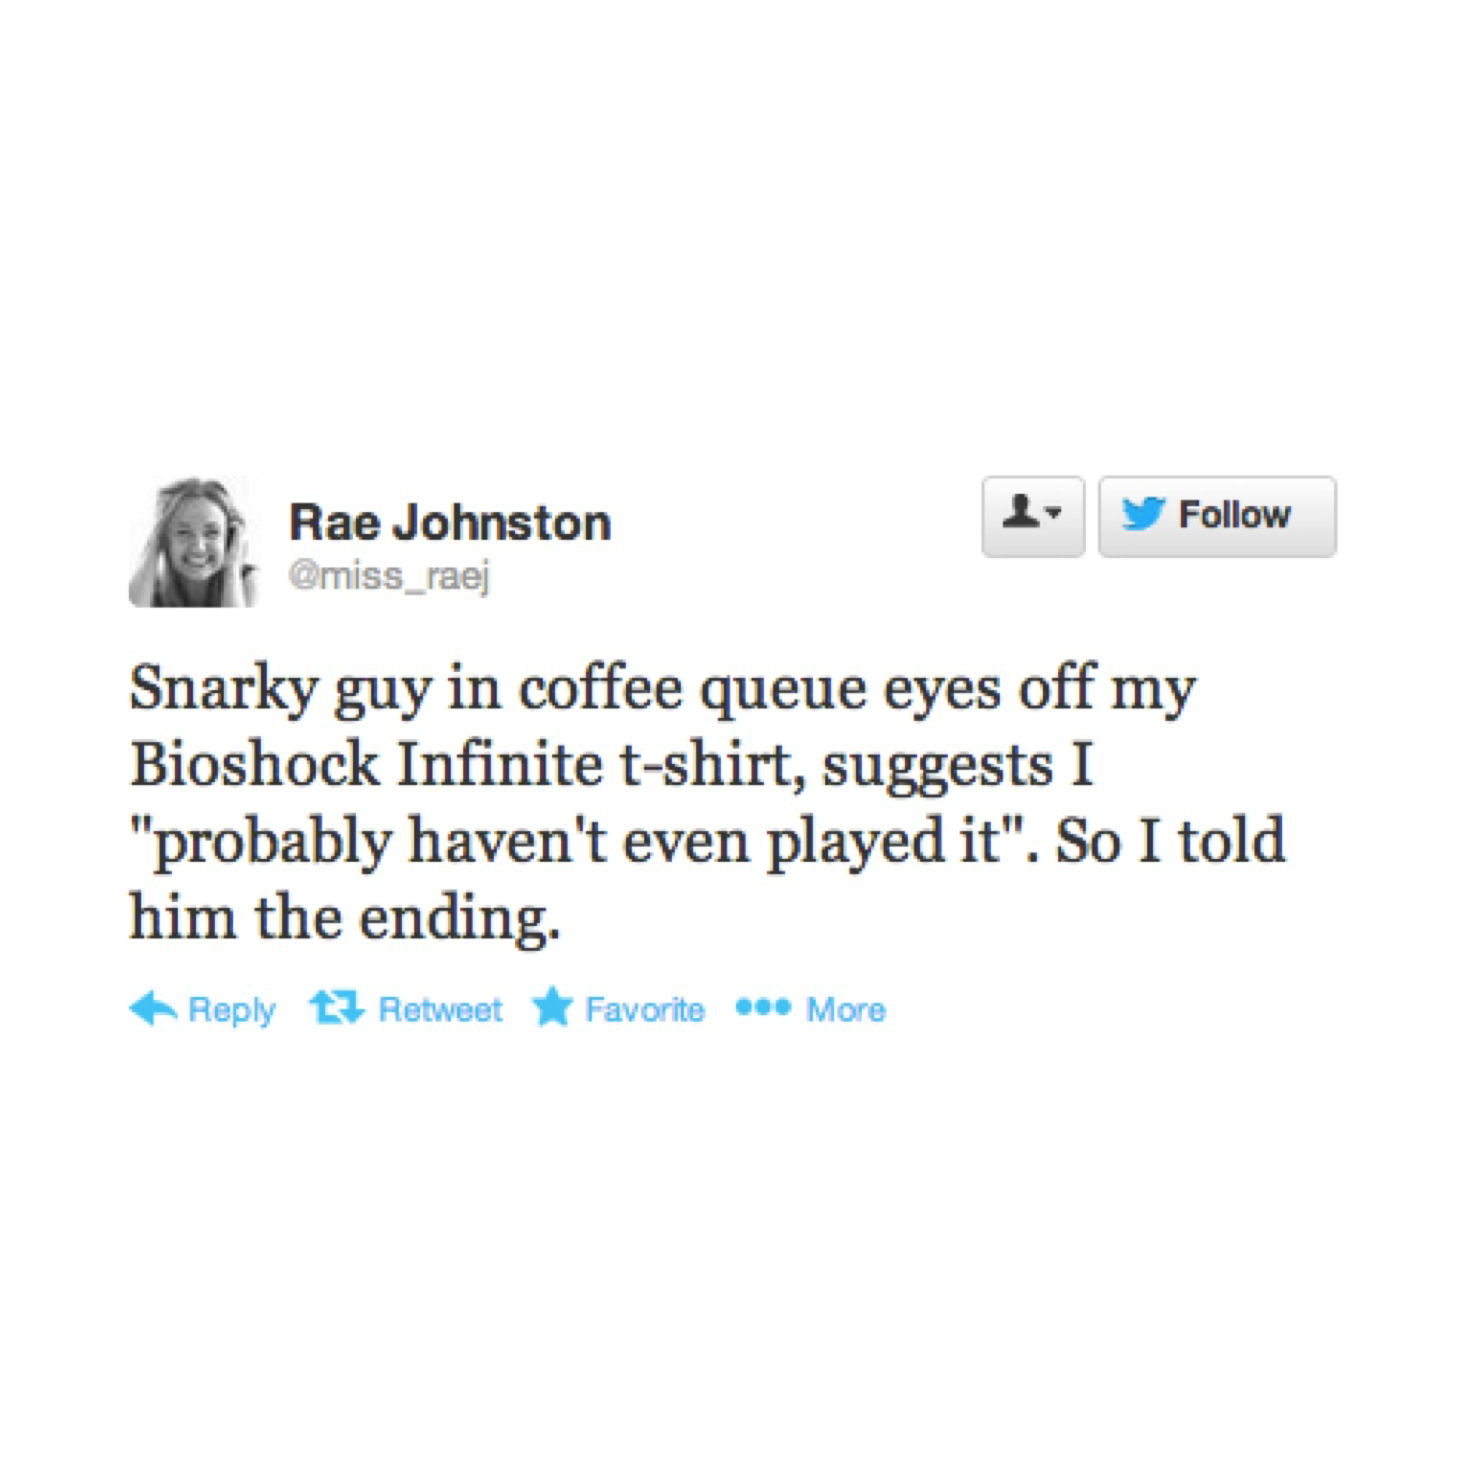 Rae Johnston
@miss_raej
Follow
Snarky guy in coffee queue eyes off my
Bioshock Infinite t-shirt, suggests I
"probably haven't even played it". So I told
him the ending.
Reply Retweet Favorite More